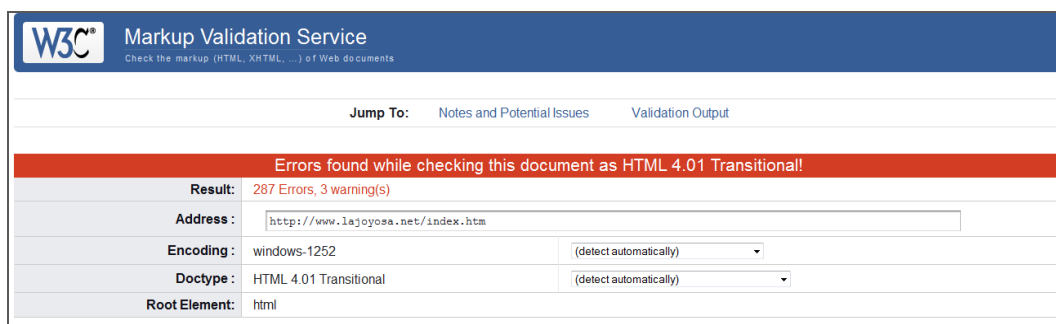 W3C® Markup Validation Service
Check the markup (HTML, XHTML, ...) of Web documents
Jump To: Notes and Potential Issues Validation Output
Errors found while checking this document as HTML 4.01 Transitional!
Result: 287 Errors, 3 warning(s)
Address : http://www.lajoyosa.net/index.htm
Encoding : windows-1252 (detect automatically)
Doctype : HTML 4.01 Transitional (detect automatically)
Root Element: html